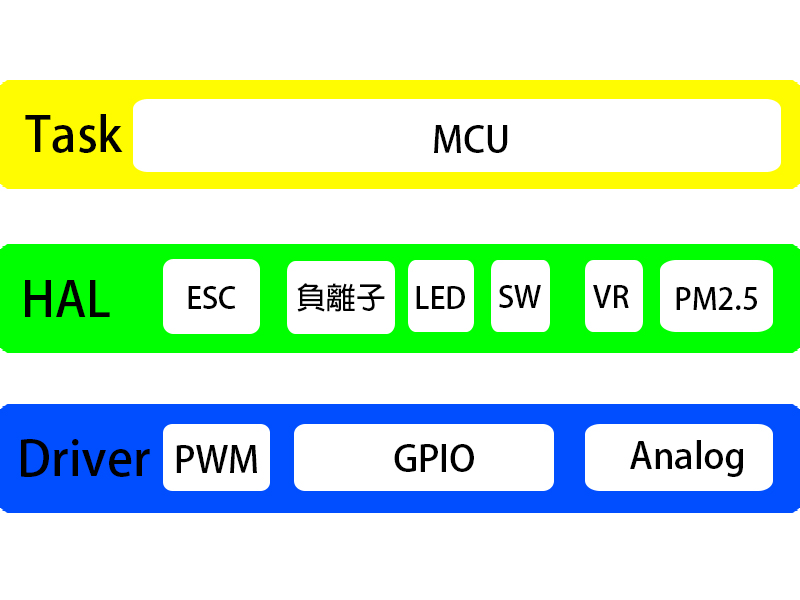 Task
MCU
HAL
ESC
負離子
LED
SW
VR
PM2.5
Driver
PWM
GPIO
Analog